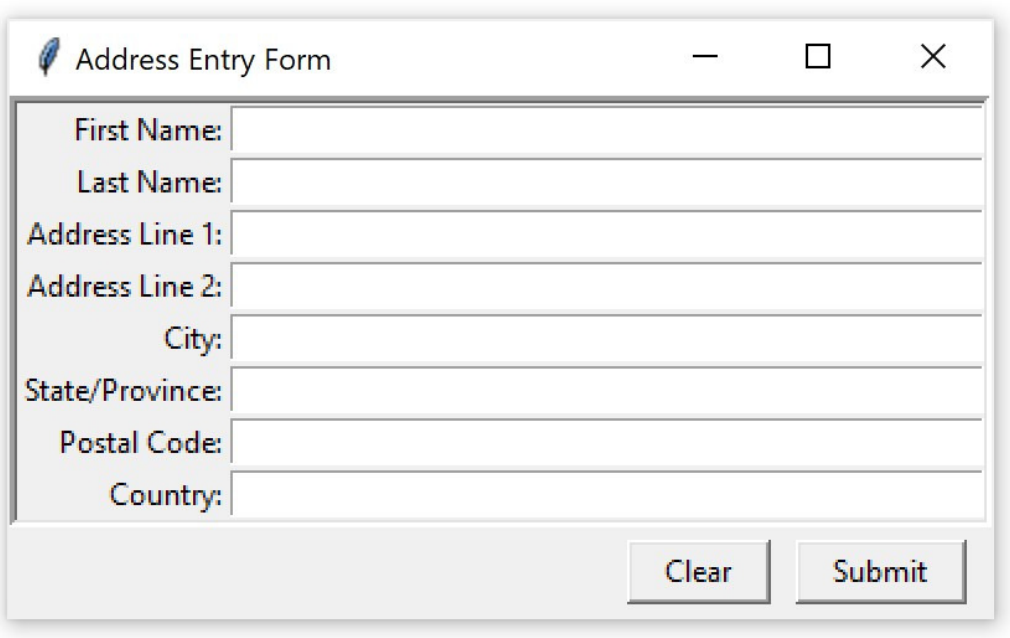 Address Entry Form
First Name:
Last Name:
Address Line 1:
Address Line 2:
City:
State/Province:
Postal Code:
Country:
Clear Submit